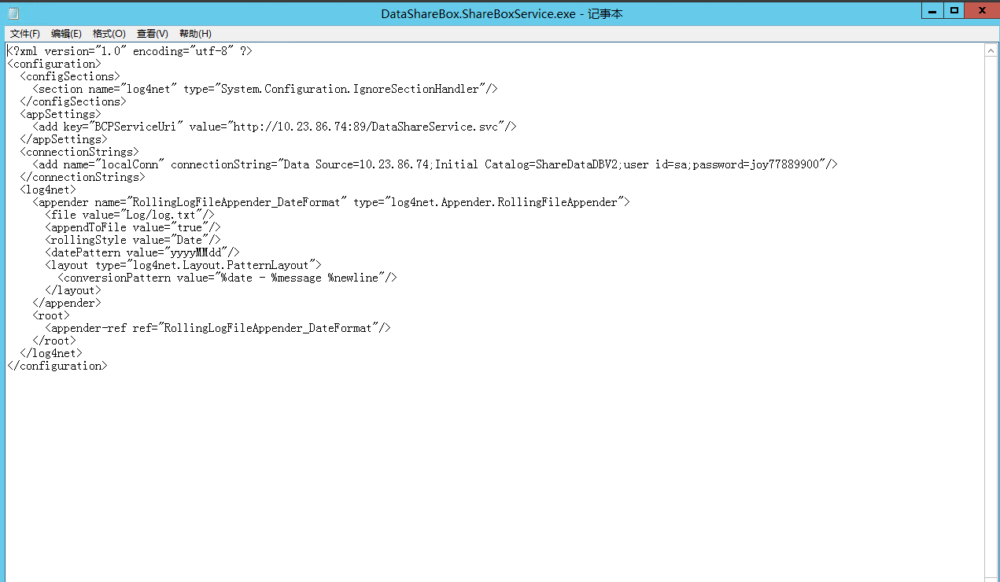 DataShareBox.ShareBoxService.exe - 记事本
文件(F) 编辑(E) 格式(O) 查看(V) 帮助(H)
<?xml version="1.0" encoding="utf-8" ?>
<configuration>
  <configSections>
    <section name="log4net" type="System.Configuration.IgnoreSectionHandler"/>
  </configSections>
  <appSettings>
    <add key="BCPServiceUri" value="http://10.23.86.74:89/DataShareService.svc"/>
  </appSettings>
  <connectionStrings>
    <add name="localConn" connectionString="Data Source=10.23.86.74;Initial Catalog=ShareDataDBV2;user id=sa;password=joy77889900"/>
  </connectionStrings>
  <log4net>
    <appender name="RollingLogFileAppender_DateFormat" type="log4net.Appender.RollingFileAppender">
      <file value="Log/log.txt"/>
      <appendToFile value="true"/>
      <rollingStyle value="Date"/>
      <datePattern value="yyyyMMdd"/>
      <layout type="log4net.Layout.PatternLayout">
        <conversionPattern value="%date - %message %newline"/>
      </layout>
    </appender>
    <root>
      <appender-ref ref="RollingLogFileAppender_DateFormat"/>
    </root>
  </log4net>
</configuration>